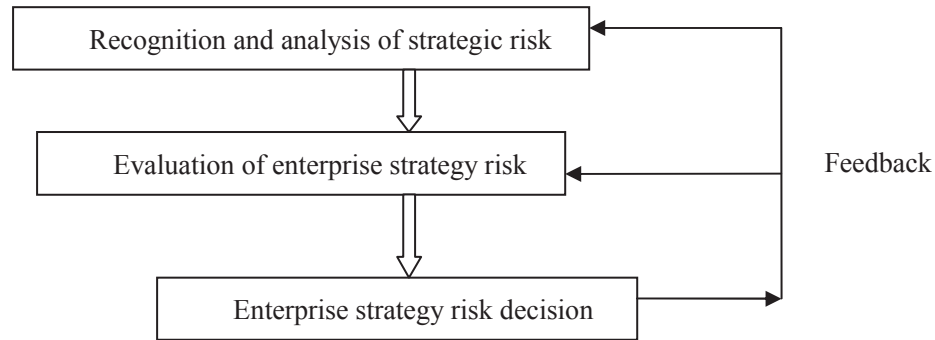 Recognition and analysis of strategic risk
Evaluation of enterprise strategy risk
Feedback
Enterprise strategy risk decision